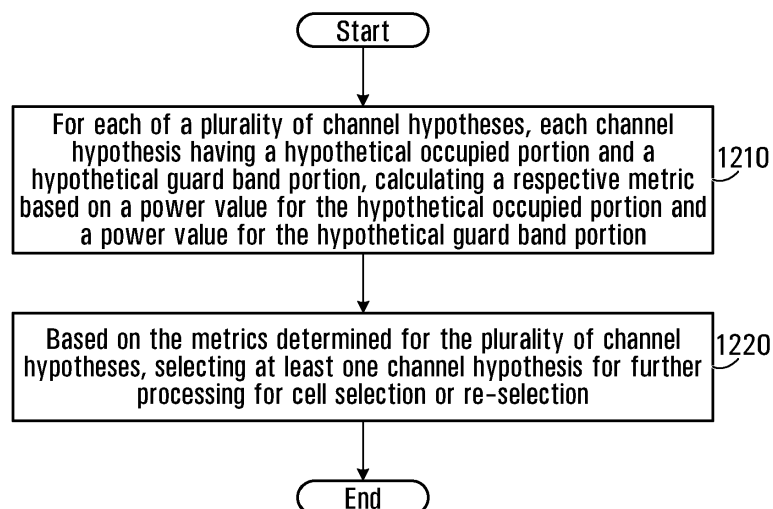 Start
For each of a plurality of channel hypotheses, each channel
hypothesis having a hypothetical occupied portion and a
hypothetical guard band portion, calculating a respective metric
based on a power value for the hypothetical occupied portion and
a power value for the hypothetical guard band portion
1210
Based on the metrics determined for the plurality of channel
hypotheses, selecting at least one channel hypothesis for further
processing for cell selection or re-selection
1220
End